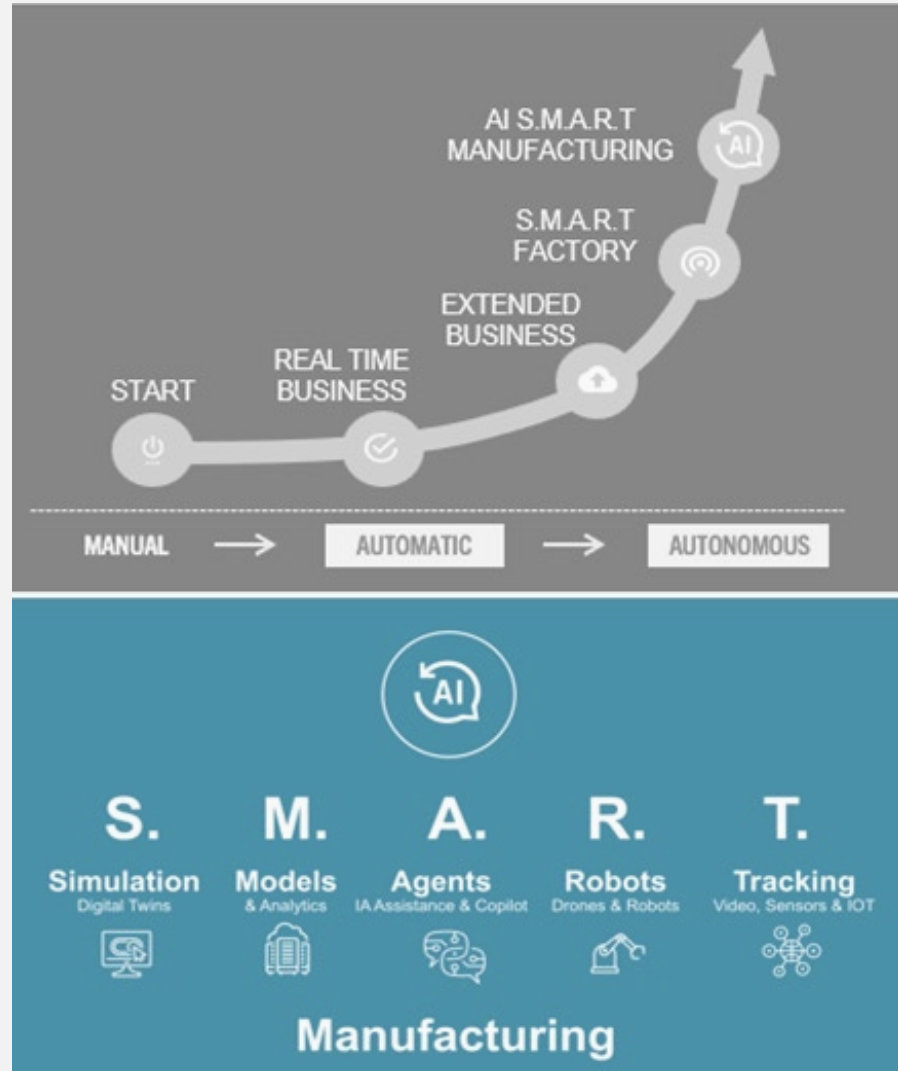 AI S.M.A.R.T
MANUFACTURING
S.M.A.R.T
FACTORY
EXTENDED
BUSINESS
REAL TIME
BUSINESS
START
MANUAL → AUTOMATIC → AUTONOMOUS
AI
AI
S. M. A. R. T.
Simulation Models Agents Robots Tracking
Digital Twins & Analytics IA Assistance & Copilot Drones & Robots Video, Sensors & IOT
Manufacturing